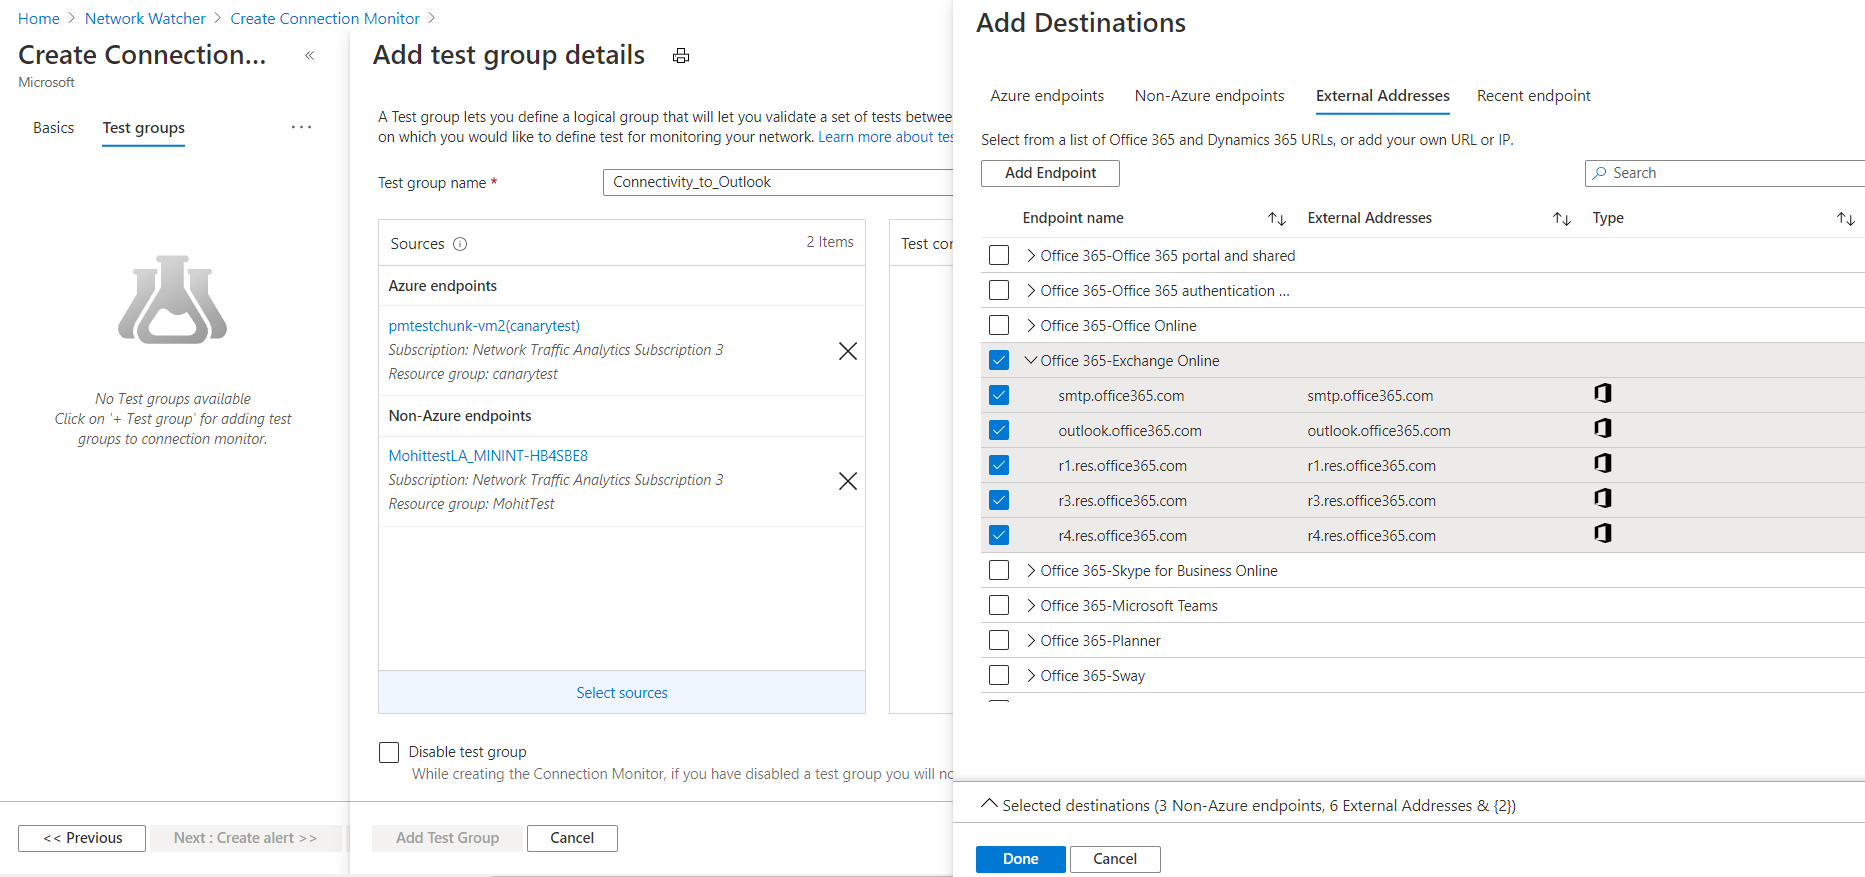 Home > Network Watcher > Create Connection Monitor >
Create Connection... «
Microsoft
Basics Test groups ...
No Test groups available
Click on '+ Test group' for adding test
groups to connection monitor.
<< Previous Next : Create alert >>
Add test group details
A Test group lets you define a logical group that will let you validate a set of tests between
on which you would like to define test for monitoring your network. Learn more about
Test group name * Connectivity_to_Outlook
Sources 2 Items
Azure endpoints
pmtestchunk-vm2(canarytest)
Subscription: Network Traffic Analytics Subscription 3
Resource group: canarytest
Non-Azure endpoints
MohittestLA_MININT-HB4SBE8
Subscription: Network Traffic Analytics Subscription 3
Resource group: MohitTest
Select sources
Test
Disable test group
While creating the Connection Monitor, if you have disabled a test group you will
Add Test Group Cancel
Add Destinations
Azure endpoints Non-Azure endpoints External Addresses Recent endpoint
Select from a list of Office 365 and Dynamics 365 URLs, or add your own URL or IP.
Add Endpoint Search
Endpoint name External Addresses Type
Office 365-Office 365 portal and shared
Office 365-Office 365 authentication ...
Office 365-Office Online
Office 365-Exchange Online
smtp.office365.com smtp.office365.com
outlook.office365.com outlook.office365.com
r1.res.office365.com r1.res.office365.com
r3.res.office365.com r3.res.office365.com
r4.res.office365.com r4.res.office365.com
Office 365-Skype for Business Online
Office 365-Microsoft Teams
Office 365-Planner
Office 365-Sway
Selected destinations (3 Non-Azure endpoints, 6 External Addresses & {2})
Done Cancel